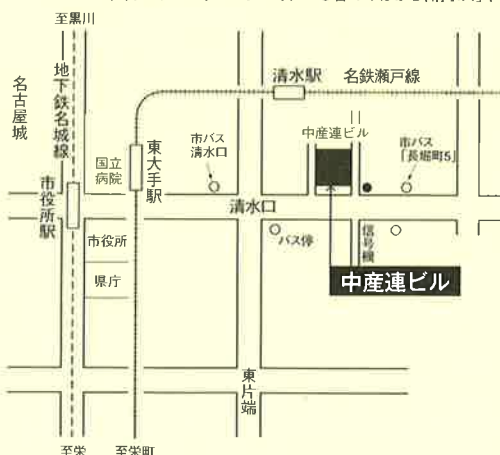 至黒川
清水駅
名鉄瀬戸線
名古屋城
地下鉄名城線
中産連ビル
市バス
清水口
市バス
「長堀町5」
国立
病院
東大手駅
市役所駅
清水口
市役所
バス停
信号機
県庁
中産連ビル
東片端
至栄
至栄町